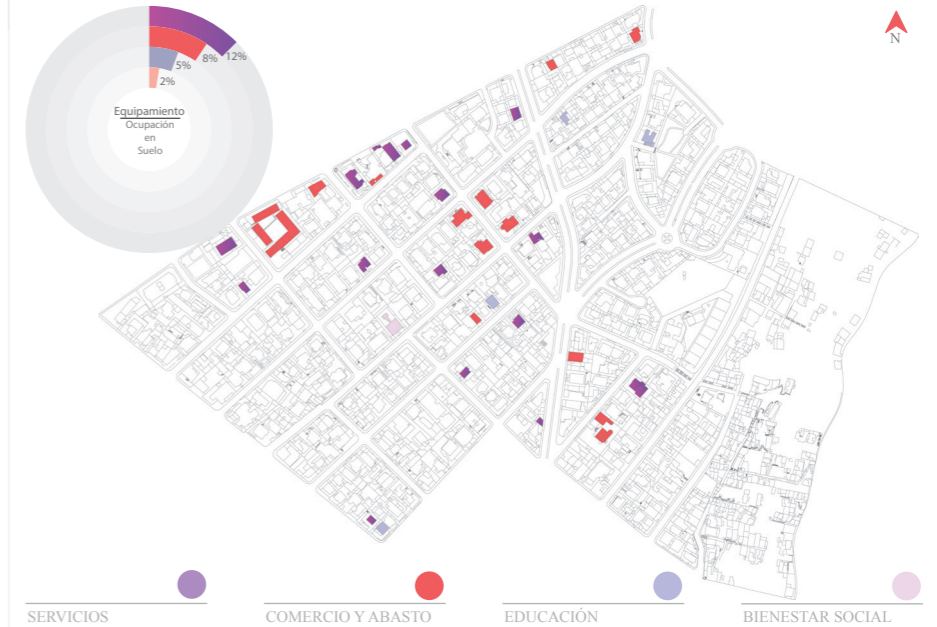 12%
8%
5%
2%
Equipamiento
Ocupación
en
Suelo
N
SERVICIOS
COMERCIO Y ABASTO
EDUCACIÓN
BIENESTAR SOCIAL